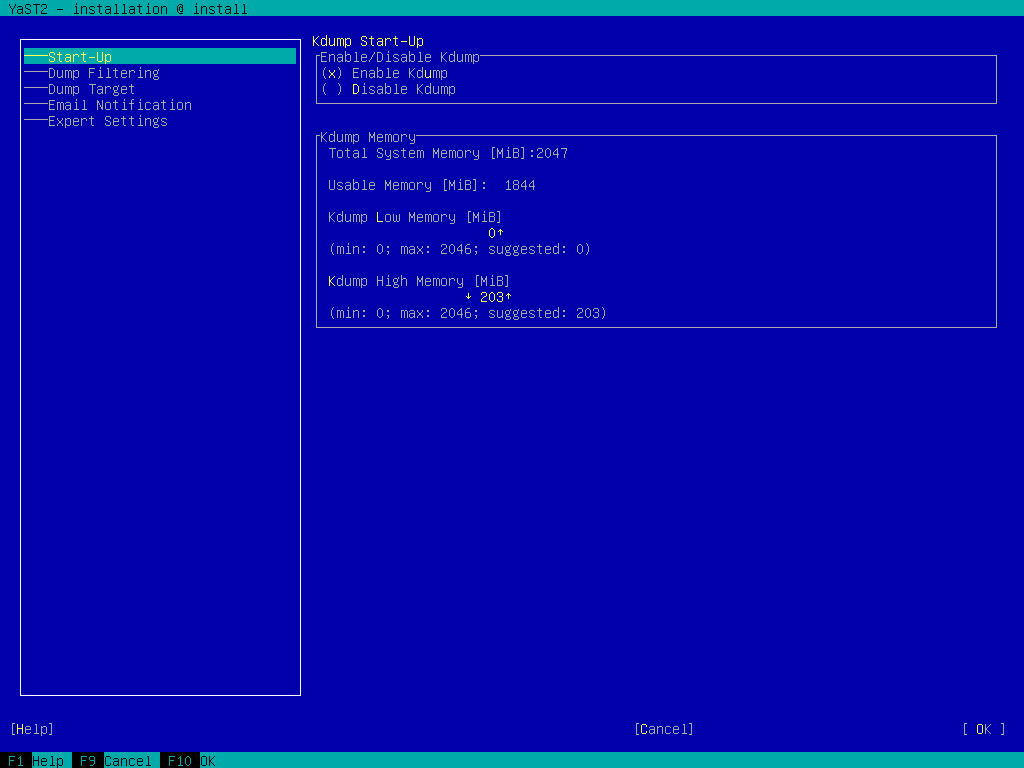 YaST2 - installation @ install
Start-Up
Dump Filtering
Dump Target
Email Notification
Expert Settings
Kdump Start-Up
Enable/Disable Kdump
(x) Enable Kdump
( ) Disable Kdump
Kdump Memory
Total System Memory [MiB]:2047
Usable Memory [MiB]:  1844
Kdump Low Memory [MiB]
0↑
(min: 0; max: 2046; suggested: 0)
Kdump High Memory [MiB]
↓ 203↑
(min: 0; max: 2046; suggested: 203)
[Help] [Cancel] [ OK ]
F1 Help F9 Cancel F10 OK